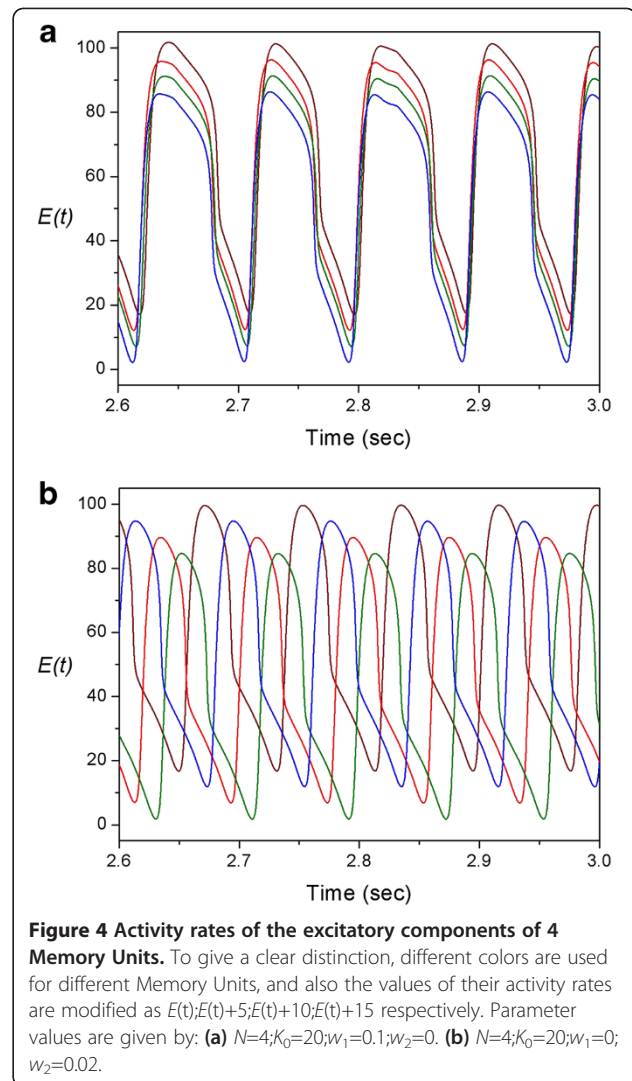 a
100
80
60
40
20
0
E(t)
2.6 2.7 2.8 2.9 3.0
Time (sec)
b
100
80
60
40
20
0
E(t)
2.6 2.7 2.8 2.9 3.0
Time (sec)
Figure 4 Activity rates of the excitatory components of 4
Memory Units. To give a clear distinction, different colors are used
for different Memory Units, and also the values of their activity rates
are modified as E(t);E(t)+5;E(t)+10;E(t)+15 respectively. Parameter
values are given by: (a) N=4;K₀=20;w₁=0.1;w₂=0. (b) N=4;K₀=20;w₁=0;
w₂=0.02.